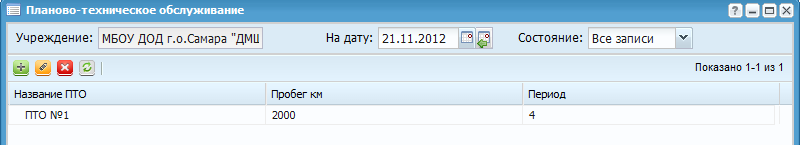 Планово-техническое обслуживание
Учреждение: МБОУ ДОД г.о.Самара "ДМШ На дату: 21.11.2012 Состояние: Все записи
Показано 1-1 из 1
Название ПТО Пробег км Период
ПТО №1 2000 4